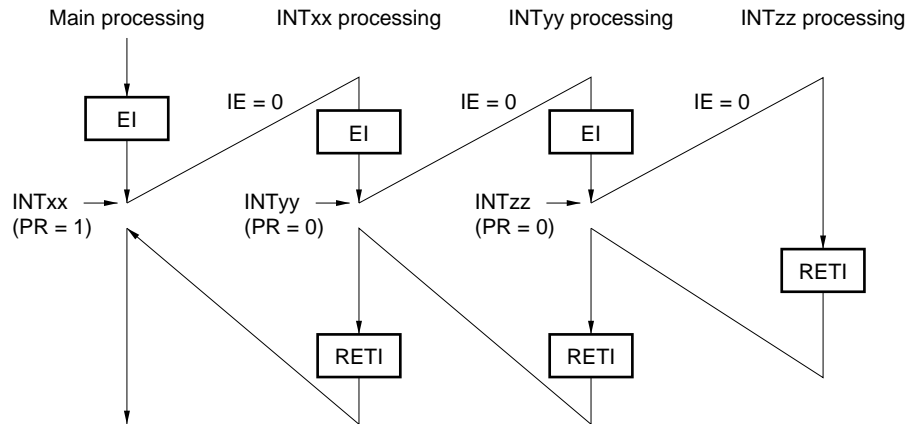 Main processing
INTxx processing
INTyy processing
INTzz processing
IE = 0
IE = 0
IE = 0
EI
EI
EI
INTxx
(PR = 1)
INTyy
(PR = 0)
INTzz
(PR = 0)
RETI
RETI
RETI